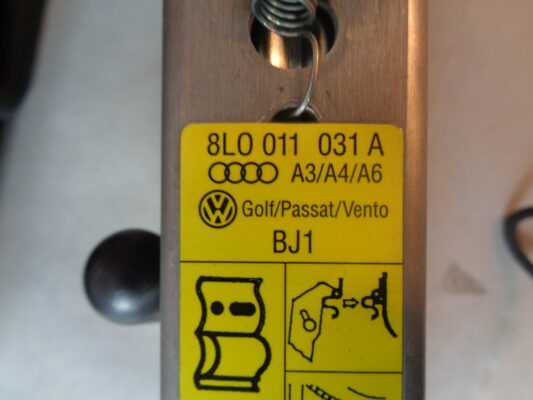 8L0 011 031 A
A3/A4/A6
Golf/Passat/Vento
BJ1